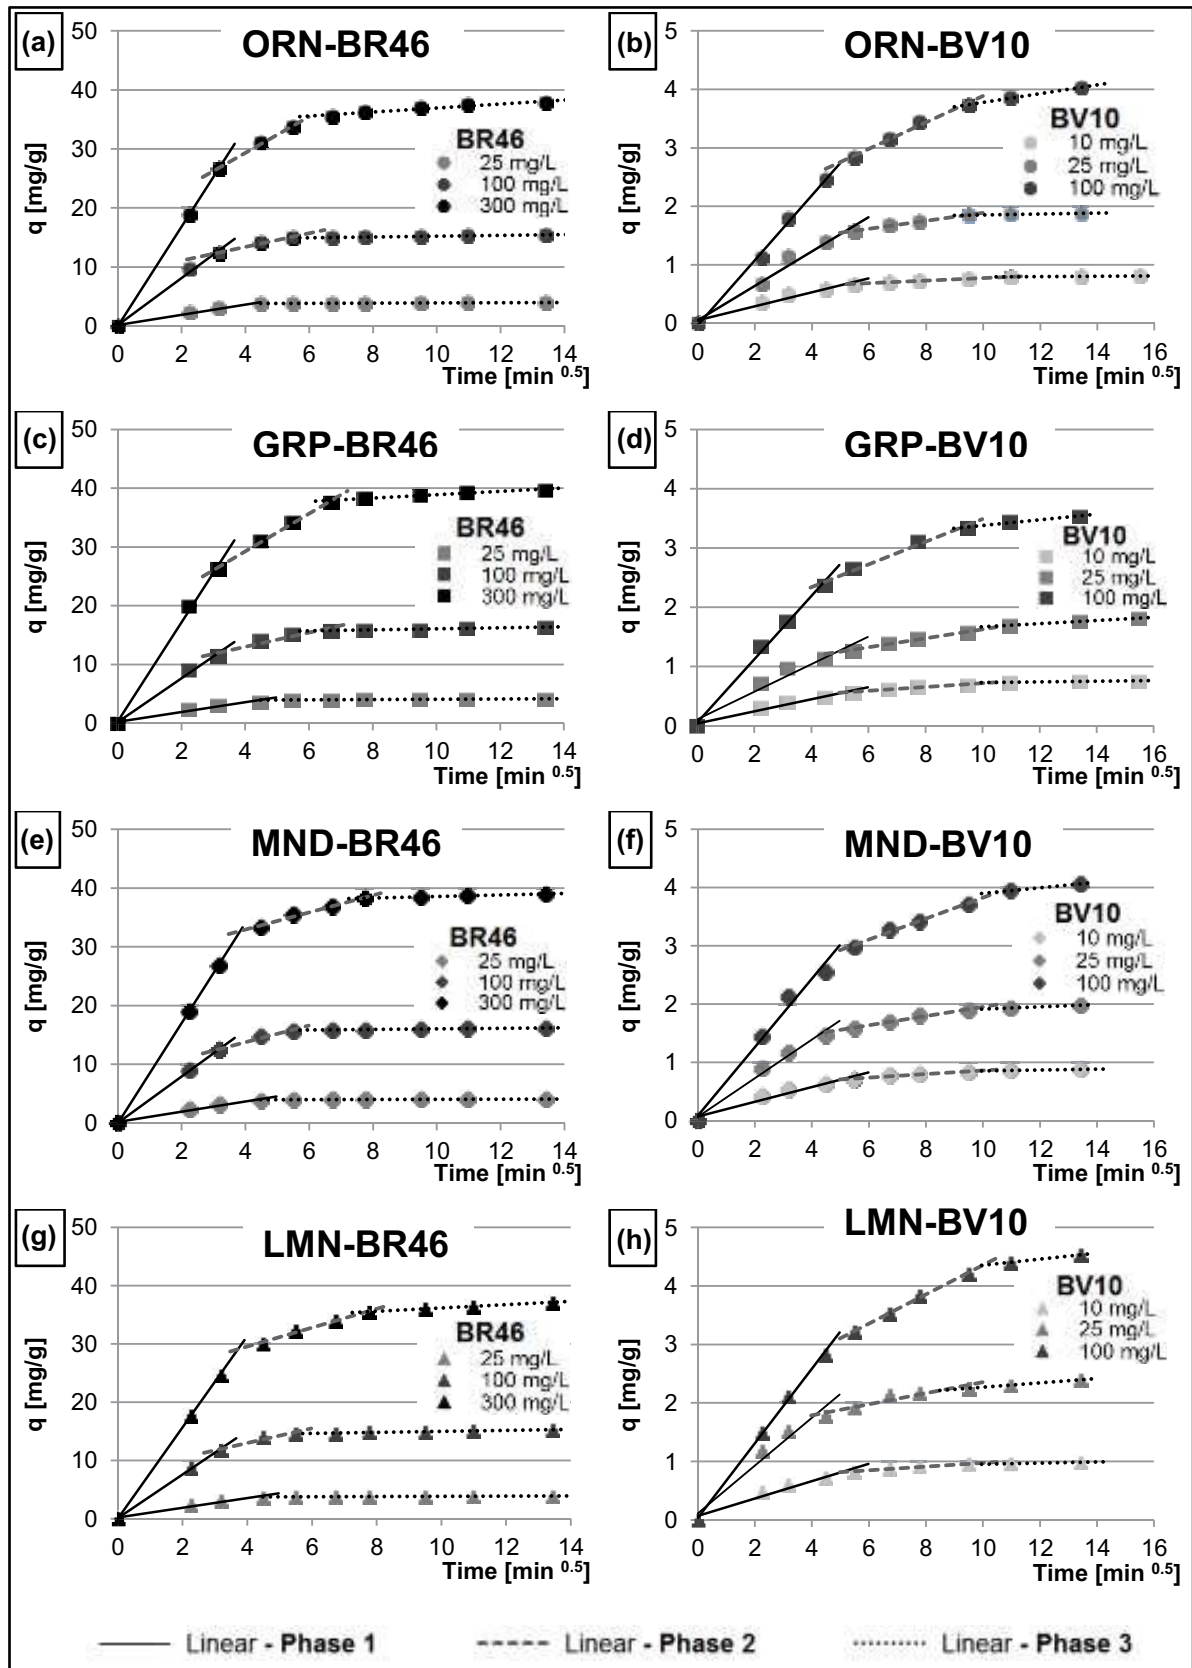 (a)
ORN-BR46
50
40
30
20
10
0
q [mg/g]
BR46
25 mg/L
100 mg/L
300 mg/L
0 2 4 6 8 10 12 14
Time [min 0.5]
(b)
ORN-BV10
5
4
3
2
1
0
q [mg/g]
BV10
10 mg/L
25 mg/L
100 mg/L
0 2 4 6 8 10 12 14 16
Time [min 0.5]
(c)
GRP-BR46
50
40
30
20
10
0
q [mg/g]
BR46
25 mg/L
100 mg/L
300 mg/L
0 2 4 6 8 10 12 14
Time [min 0.5]
(d)
GRP-BV10
5
4
3
2
1
0
q [mg/g]
BV10
10 mg/L
25 mg/L
100 mg/L
0 2 4 6 8 10 12 14 16
Time [min 0.5]
(e)
MND-BR46
50
40
30
20
10
0
q [mg/g]
BR46
25 mg/L
100 mg/L
300 mg/L
0 2 4 6 8 10 12 14
Time [min 0.5]
(f)
MND-BV10
5
4
3
2
1
0
q [mg/g]
BV10
10 mg/L
25 mg/L
100 mg/L
0 2 4 6 8 10 12 14 16
Time [min 0.5]
(g)
LMN-BR46
50
40
30
20
10
0
q [mg/g]
BR46
25 mg/L
100 mg/L
300 mg/L
0 2 4 6 8 10 12 14
Time [min 0.5]
(h)
LMN-BV10
5
4
3
2
1
0
q [mg/g]
BV10
10 mg/L
25 mg/L
100 mg/L
0 2 4 6 8 10 12 14 16
Time [min 0.5]
Linear - Phase 1 Linear - Phase 2 Linear - Phase 3